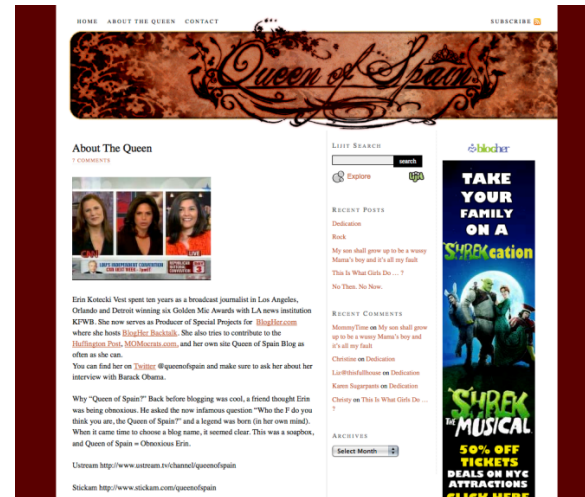 HOME ABOUT THE QUEEN CONTACT
SUBSCRIBE
Queen of Spain
About The Queen
7 COMMENTS
CNN
LIVE
Erin Kotecki Vest spent ten years as a broadcast journalist in Los Angeles,
Orlando and Detroit winning six Golden Mic Awards with LA news institution
KFWB. She now serves as Producer of Special Projects for BlogHer.com
where she hosts BlogHer Backtalk. She also tries to contribute to the
Huffington Post, MOMocrats.com, and her own site Queen of Spain Blog as
often as she can.
You can find her on Twitter @queenofspain and make sure to ask her about her
interview with Barack Obama.
Why “Queen of Spain?” Back before blogging was cool, a friend thought Erin
was being obnoxious. He asked the now infamous question “Who the F do you
think you are, the Queen of Spain?” and a legend was born (in her own mind).
When it came time to choose a blog name, it seemed clear. This was a soapbox,
and Queen of Spain = Obnoxious Erin.
Ustream http://www.ustream.tv/channel/queenofspain
Stickam http://www.stickam.com/queenofspain
LIJIT SEARCH
search
Explore
RECENT POSTS
Dedication
Rock
My son shall grow up to be a wussy
Mama's boy and it's all my fault
This Is What Girls Do … ?
No Then. No Now.
RECENT COMMENTS
MommyTime on My son shall grow
up to be a wussy Mama's boy and
it's all my fault
Christine on Dedication
Liz@thisfullhouse on Dedication
Karen Sugarpants on Dedication
Christy on This Is What Girls Do …
?
ARCHIVES
Select Month
blogher
TAKE
YOUR
FAMILY
ON A
SHREKcation
SHREK
THE MUSICAL
50% OFF
TICKETS
DEALS ON NYC
ATTRACTIONS
CLICK HERE